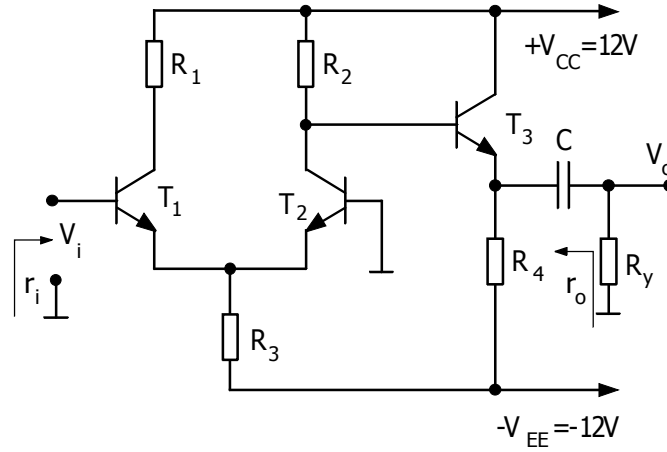 R1
R2
+VCC=12V
T3
C
Vo
T1
T2
Vi
ri
R4
ro
Ry
R3
-VEE=-12V